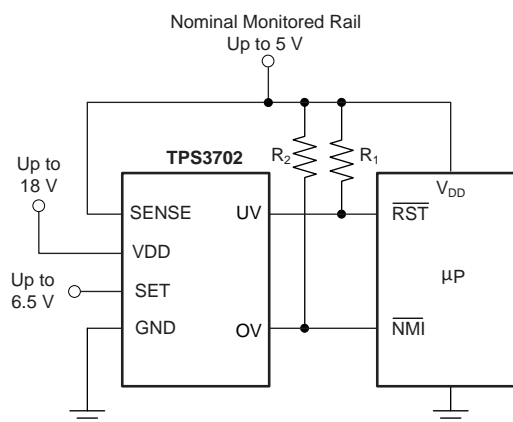 Nominal Monitored Rail
Up to 5 V
Up to
18 V
TPS3702
R2
R1
VDD
SENSE
UV
RST
VDD
μP
Up to
6.5 V
SET
GND
OV
NMI